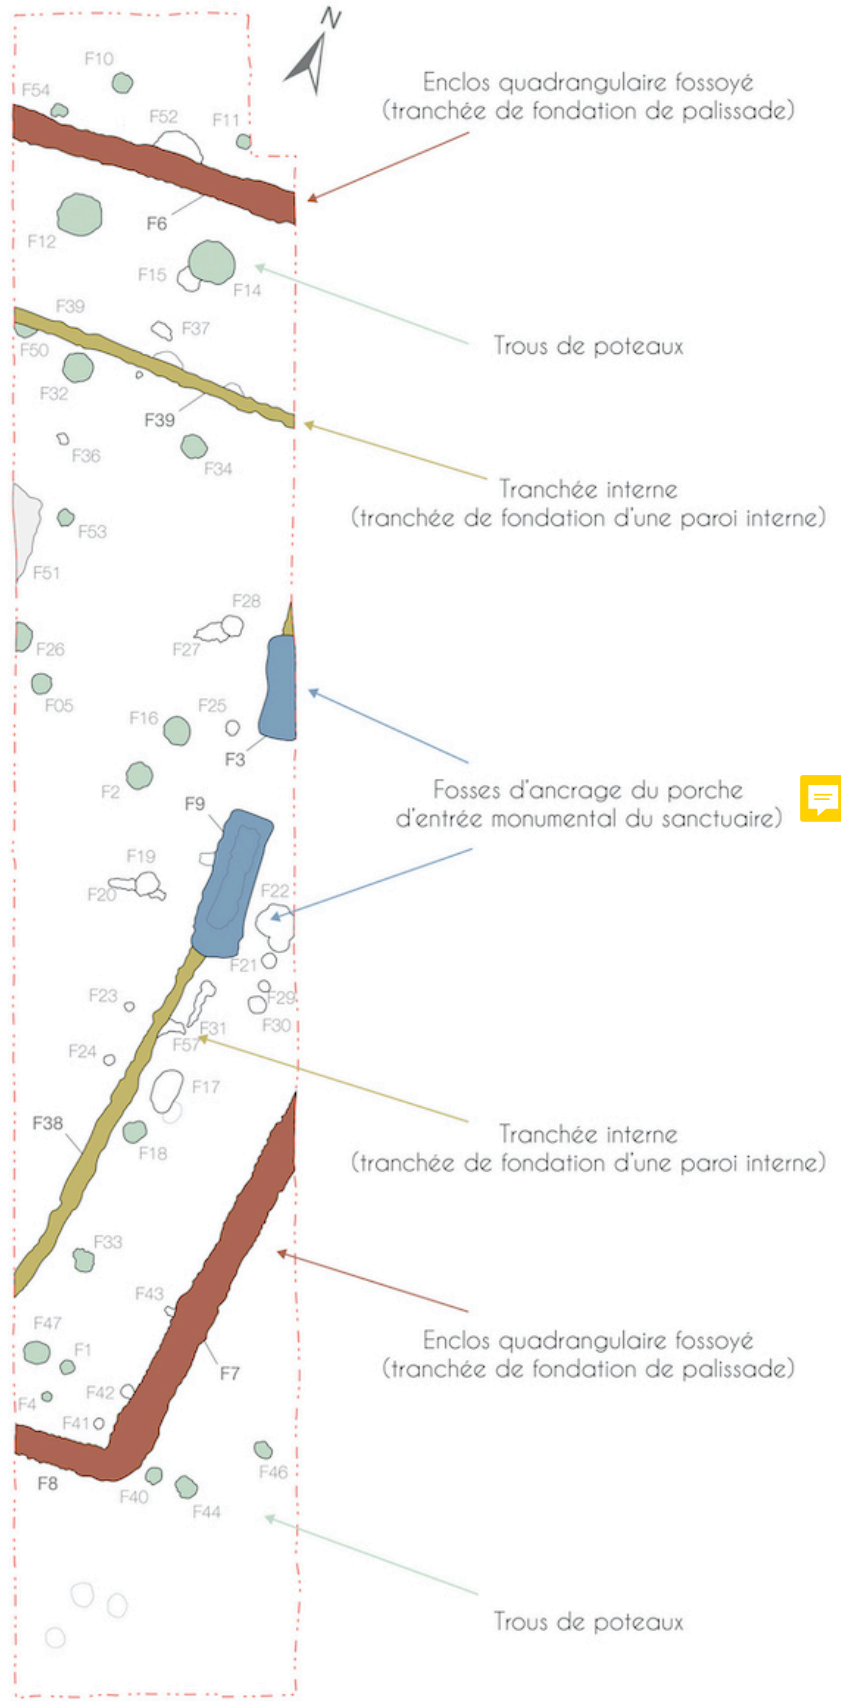 N
F10
F54
F52
F11
Enclos quadrangulaire fossoyé
(tranchée de fondation de palissade)
F6
F12
F15
F14
F39
F37
Trous de poteaux
F50
F32
F39
F36
F34
Tranchée interne
(tranchée de fondation d'une paroi interne)
F53
F51
F28
F27
F26
F05
F16
F25
F3
F2
Fosses d'ancrage du porche
d'entrée monumental du sanctuaire)
F9
F19
F20
F22
F21
F23
F29
F30
F31
F57
F24
F17
F38
F18
Tranchée interne
(tranchée de fondation d'une paroi interne)
F33
F43
F47
F1
F7
Enclos quadrangulaire fossoyé
(tranchée de fondation de palissade)
F42
F4
F41
F46
F8
F40
F44
Trous de poteaux